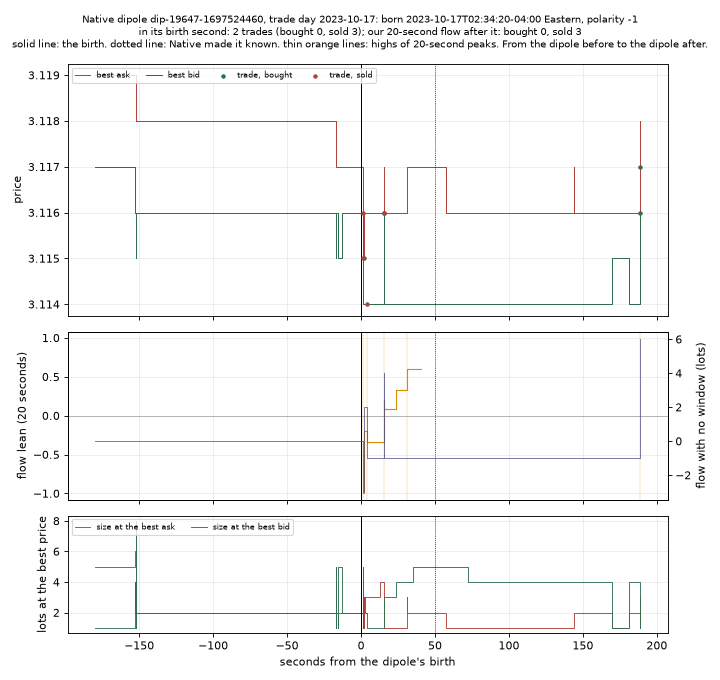 Native dipole dip-19647-1697524460, trade day 2023-10-17: born 2023-10-17T02:34:20-04:00 Eastern, polarity -1
in its birth second: 2 trades (bought 0, sold 3); our 20-second flow after it: bought 0, sold 3
solid line: the birth. dotted line: Native made it known. thin orange lines: highs of 20-second peaks. From the dipole before to the dipole after.
best ask best bid trade, bought trade, sold
3.119
3.118
3.117
3.116
3.115
3.114
price
1.0
0.5
0.0
−0.5
−1.0
flow lean (20 seconds)
6
4
2
0
−2
flow with no window (lots)
size at the best ask size at the best bid
8
6
4
2
lots at the best price
−150 −100 −50 0 50 100 150 200
seconds from the dipole's birth